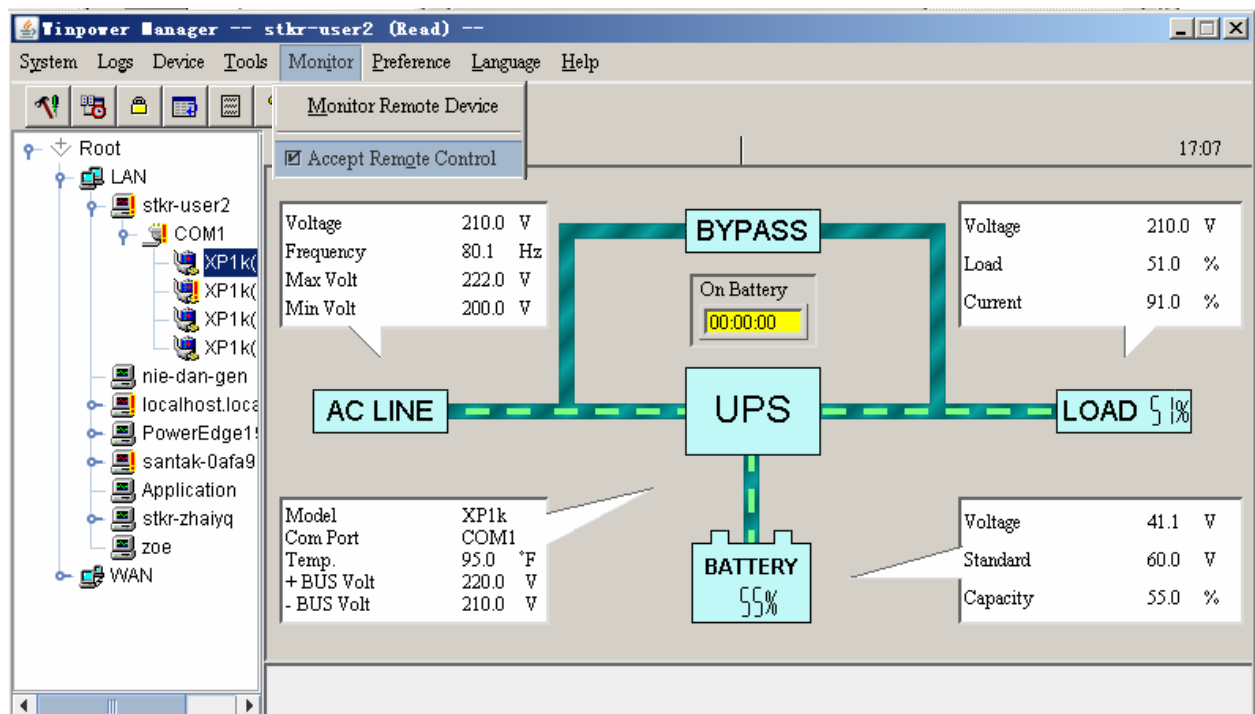 Winpower Manager -- stkr-user2 (Read) --
System Logs Device Tools Monitor Preference Language Help
Monitor Remote Device
Accept Remote Control
17:07
Root
LAN
stkr-user2
COM1
XP1k(
XP1k(
XP1k(
XP1k(
nie-dan-gen
localhost.loca
PowerEdge19
santak-0afa9
Application
stkr-zhaiyq
zoe
WAN
Voltage 210.0 V
Frequency 80.1 Hz
Max Volt 222.0 V
Min Volt 200.0 V
BYPASS
On Battery
00:00:00
Voltage 210.0 V
Load 51.0 %
Current 91.0 %
AC LINE
UPS
LOAD 51%
Model XP1k
Com Port COM1
Temp. 95.0 °F
+ BUS Volt 220.0 V
- BUS Volt 210.0 V
BATTERY
55%
Voltage 41.1 V
Standard 60.0 V
Capacity 55.0 %